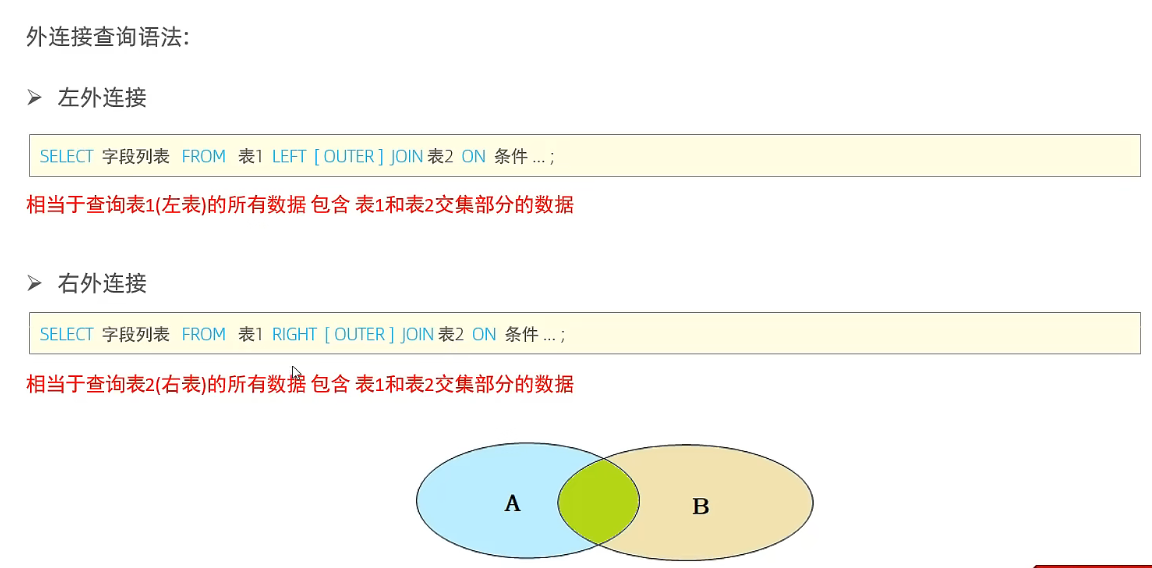 外连接查询语法:
左外连接
SELECT 字段列表 FROM 表1 LEFT [ OUTER ] JOIN 表2 ON 条件 ... ;
相当于查询表1(左表)的所有数据 包含 表1和表2交集部分的数据
右外连接
SELECT 字段列表 FROM 表1 RIGHT [ OUTER ] JOIN 表2 ON 条件 ... ;
相当于查询表2(右表)的所有数据 包含 表1和表2交集部分的数据
A B